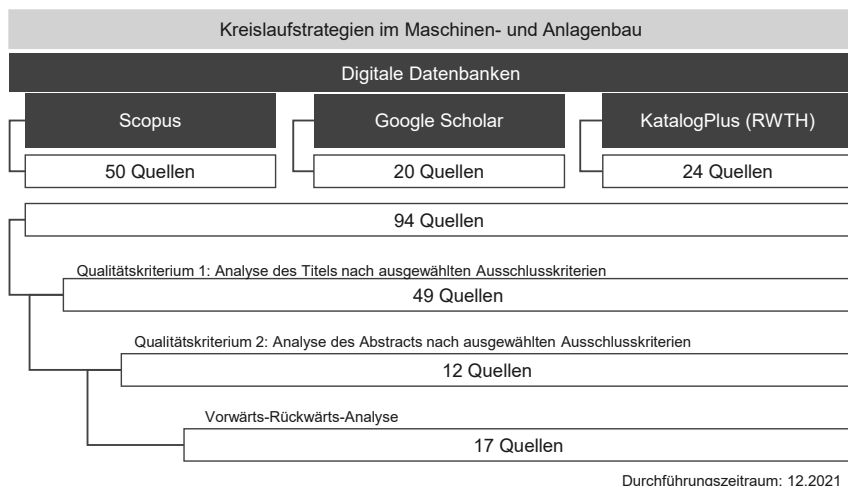 Kreislaufstrategien im Maschinen- und Anlagenbau
Digitale Datenbanken
Scopus
Google Scholar
KatalogPlus (RWTH)
50 Quellen
20 Quellen
24 Quellen
94 Quellen
Qualitätskriterium 1: Analyse des Titels nach ausgewählten Ausschlusskriterien
49 Quellen
Qualitätskriterium 2: Analyse des Abstracts nach ausgewählten Ausschlusskriterien
12 Quellen
Vorwärts-Rückwärts-Analyse
17 Quellen
Durchführungszeitraum: 12.2021